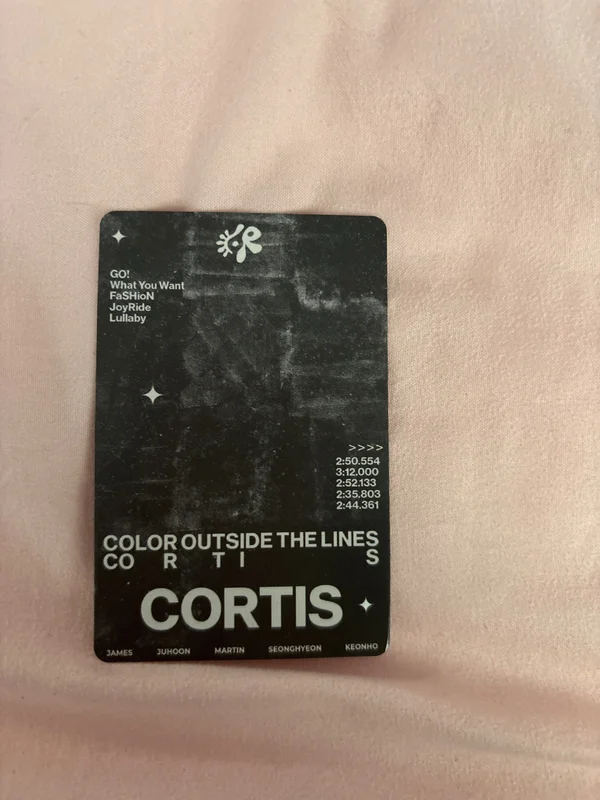 GO!
What You Want
FaSHioN
JoyRide
Lullaby
>>>>
2:50.554
3:12.000
2:52.133
2:35.803
2:44.361
COLOR OUTSIDE THE LINES
CO R T I S
CORTIS
JAMES JUHOON MARTIN SEONGHYEON KEONHO